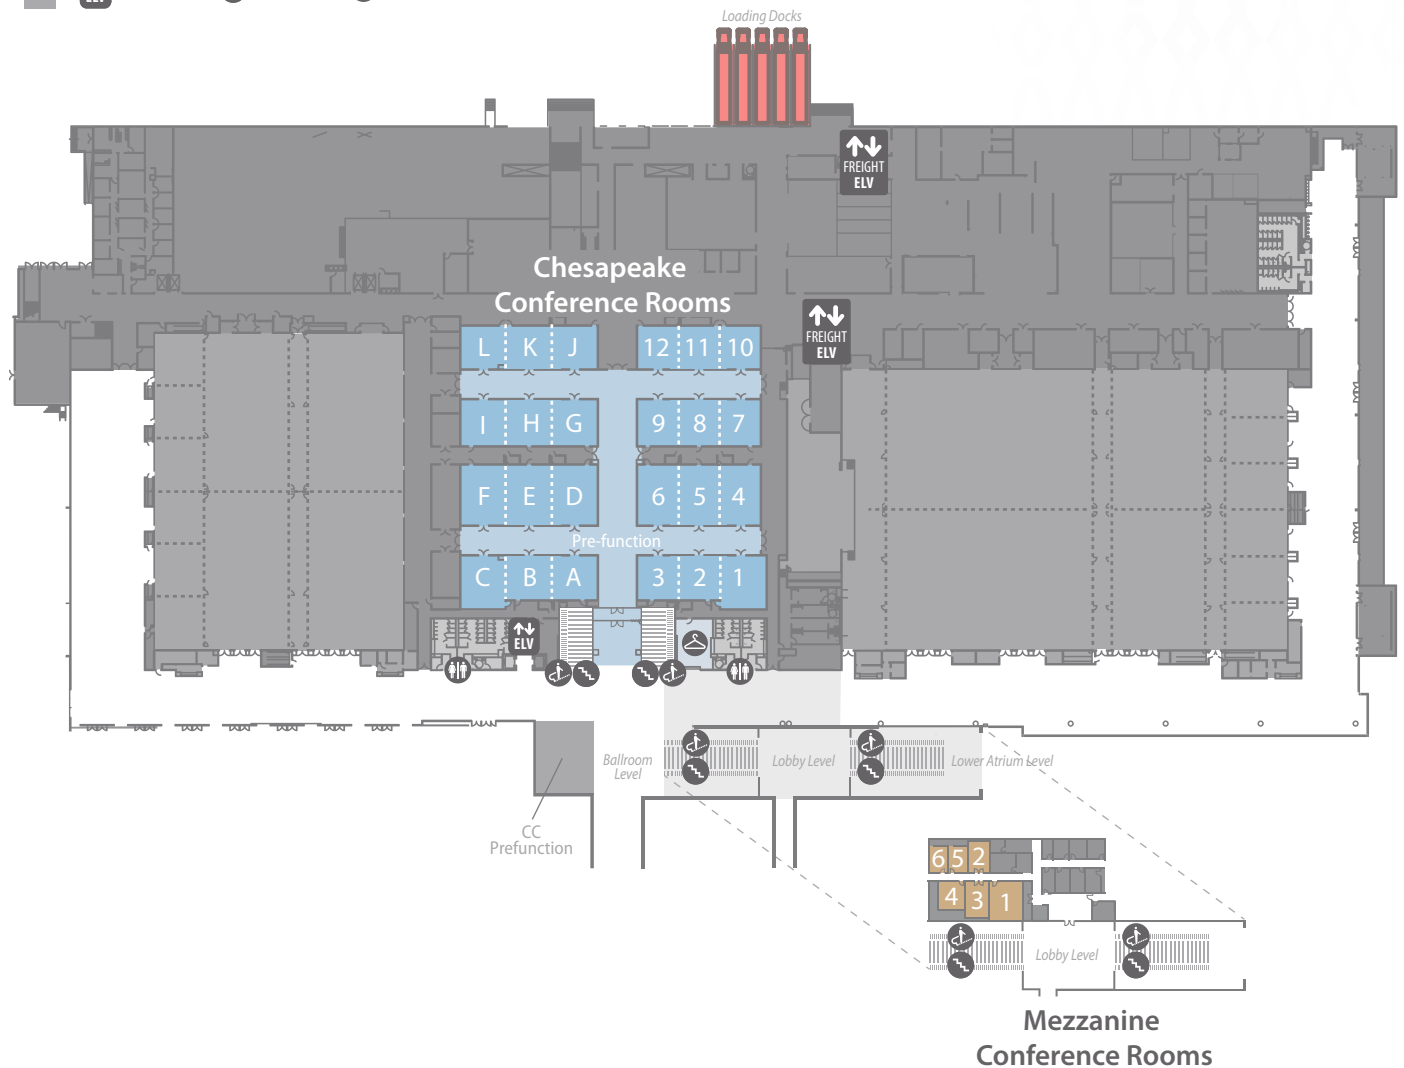 Loading Docks
FREIGHT
ELV
Chesapeake
Conference Rooms
FREIGHT
ELV
L K J 12 11 10
I H G 9 8 7
F E D 6 5 4
Pre-function
C B A 3 2 1
ELV
Ballroom
Level
Lobby Level
Lower Atrium Level
CC
Prefunction
6 5 2
4 3 1
Lobby Level
Mezzanine
Conference Rooms